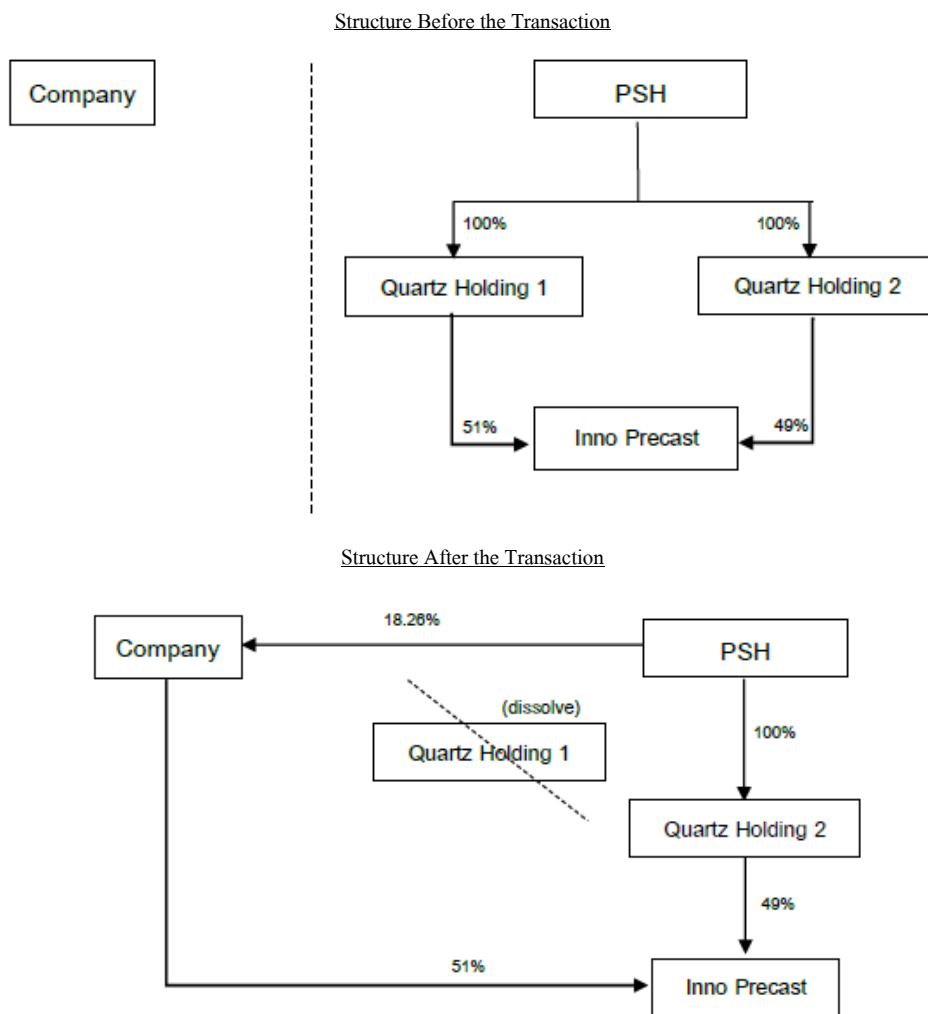 Structure Before the Transaction
Company
PSH
100%
100%
Quartz Holding 1
Quartz Holding 2
51%
Inno Precast
49%
Structure After the Transaction
18.26%
Company
PSH
(dissolve)
Quartz Holding 1
100%
Quartz Holding 2
49%
51%
Inno Precast